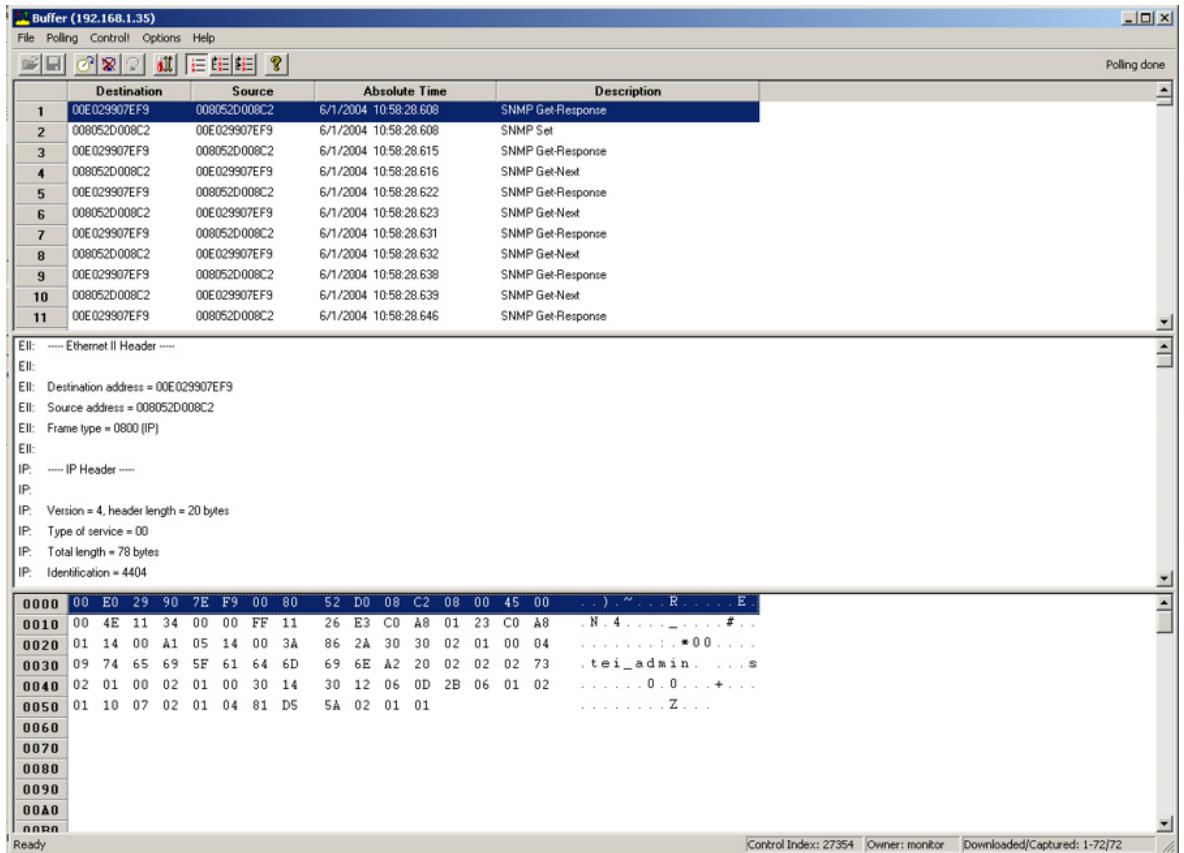 Buffer (192.168.1.35)
File Polling Control! Options Help
Polling done
Destination Source Absolute Time Description
1 00E029907EF9 008052D008C2 6/1/2004 10:58:28.608 SNMP Get-Response
2 008052D008C2 00E029907EF9 6/1/2004 10:58:28.608 SNMP Set
3 00E029907EF9 008052D008C2 6/1/2004 10:58:28.615 SNMP Get-Response
4 008052D008C2 00E029907EF9 6/1/2004 10:58:28.616 SNMP Get-Next
5 00E029907EF9 008052D008C2 6/1/2004 10:58:28.622 SNMP Get-Response
6 008052D008C2 00E029907EF9 6/1/2004 10:58:28.623 SNMP Get-Next
7 00E029907EF9 008052D008C2 6/1/2004 10:58:28.631 SNMP Get-Response
8 008052D008C2 00E029907EF9 6/1/2004 10:58:28.632 SNMP Get-Next
9 00E029907EF9 008052D008C2 6/1/2004 10:58:28.638 SNMP Get-Response
10 008052D008C2 00E029907EF9 6/1/2004 10:58:28.639 SNMP Get-Next
11 00E029907EF9 008052D008C2 6/1/2004 10:58:28.646 SNMP Get-Response
EII: ----- Ethernet II Header -----
EII:
EII: Destination address = 00E029907EF9
EII: Source address = 008052D008C2
EII: Frame type = 0800 (IP)
EII:
IP: ----- IP Header -----
IP:
IP: Version = 4, header length = 20 bytes
IP: Type of service = 00
IP: Total length = 78 bytes
IP: Identification = 4404
0000 00 E0 29 90 7E F9 00 80 52 D0 08 C2 08 00 45 00 ..).~...R.....E.
0010 00 4E 11 34 00 00 FF 11 26 E3 C0 A8 01 23 C0 A8 .N.4...._....#..
0020 01 14 00 A1 05 14 00 3A 86 2A 30 30 02 01 00 04 .......:.*00....
0030 09 74 65 69 5F 61 64 6D 69 6E A2 20 02 02 02 73 .tei_admin. ...s
0040 02 01 00 02 01 00 30 14 30 12 06 0D 2B 06 01 02 ......0.0...+...
0050 01 10 07 02 01 04 81 D5 5A 02 01 01 ........Z...
0060
0070
0080
0090
00A0
00B0
Ready Control Index: 27354 Owner: monitor Downloaded/Captured: 1-72/72